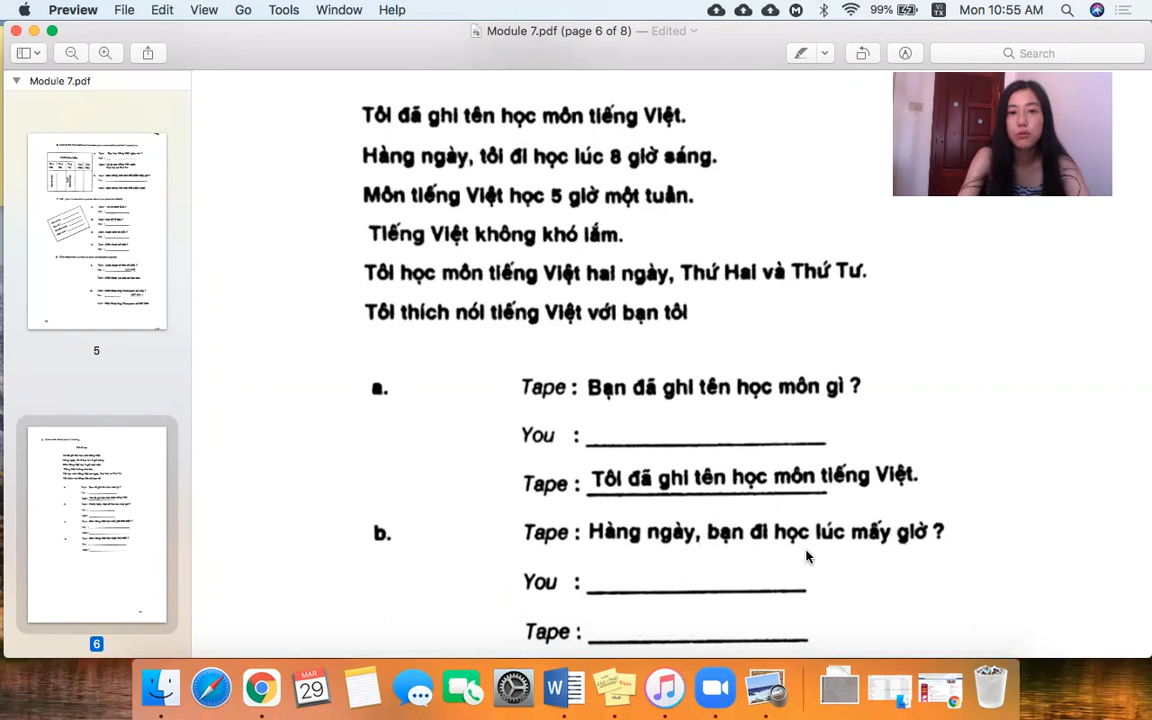 Preview File Edit View Go Tools Window Help 99% VI TX Mon 10:55 AM
Module 7.pdf (page 6 of 8) — Edited
Search
Module 7.pdf
5
6
Tôi đã ghi tên học môn tiếng Việt.
Hàng ngày, tôi đi học lúc 8 giờ sáng.
Môn tiếng Việt học 5 giờ một tuần.
Tiếng Việt không khó lắm.
Tôi học môn tiếng Việt hai ngày, Thứ Hai và Thứ Tư.
Tôi thích nói tiếng Việt với bạn tôi
a. Tape : Bạn đã ghi tên học môn gì ?
You :
Tape : Tôi đã ghi tên học môn tiếng Việt.
b. Tape : Hàng ngày, bạn đi học lúc mấy giờ ?
You :
Tape :
MAR
29